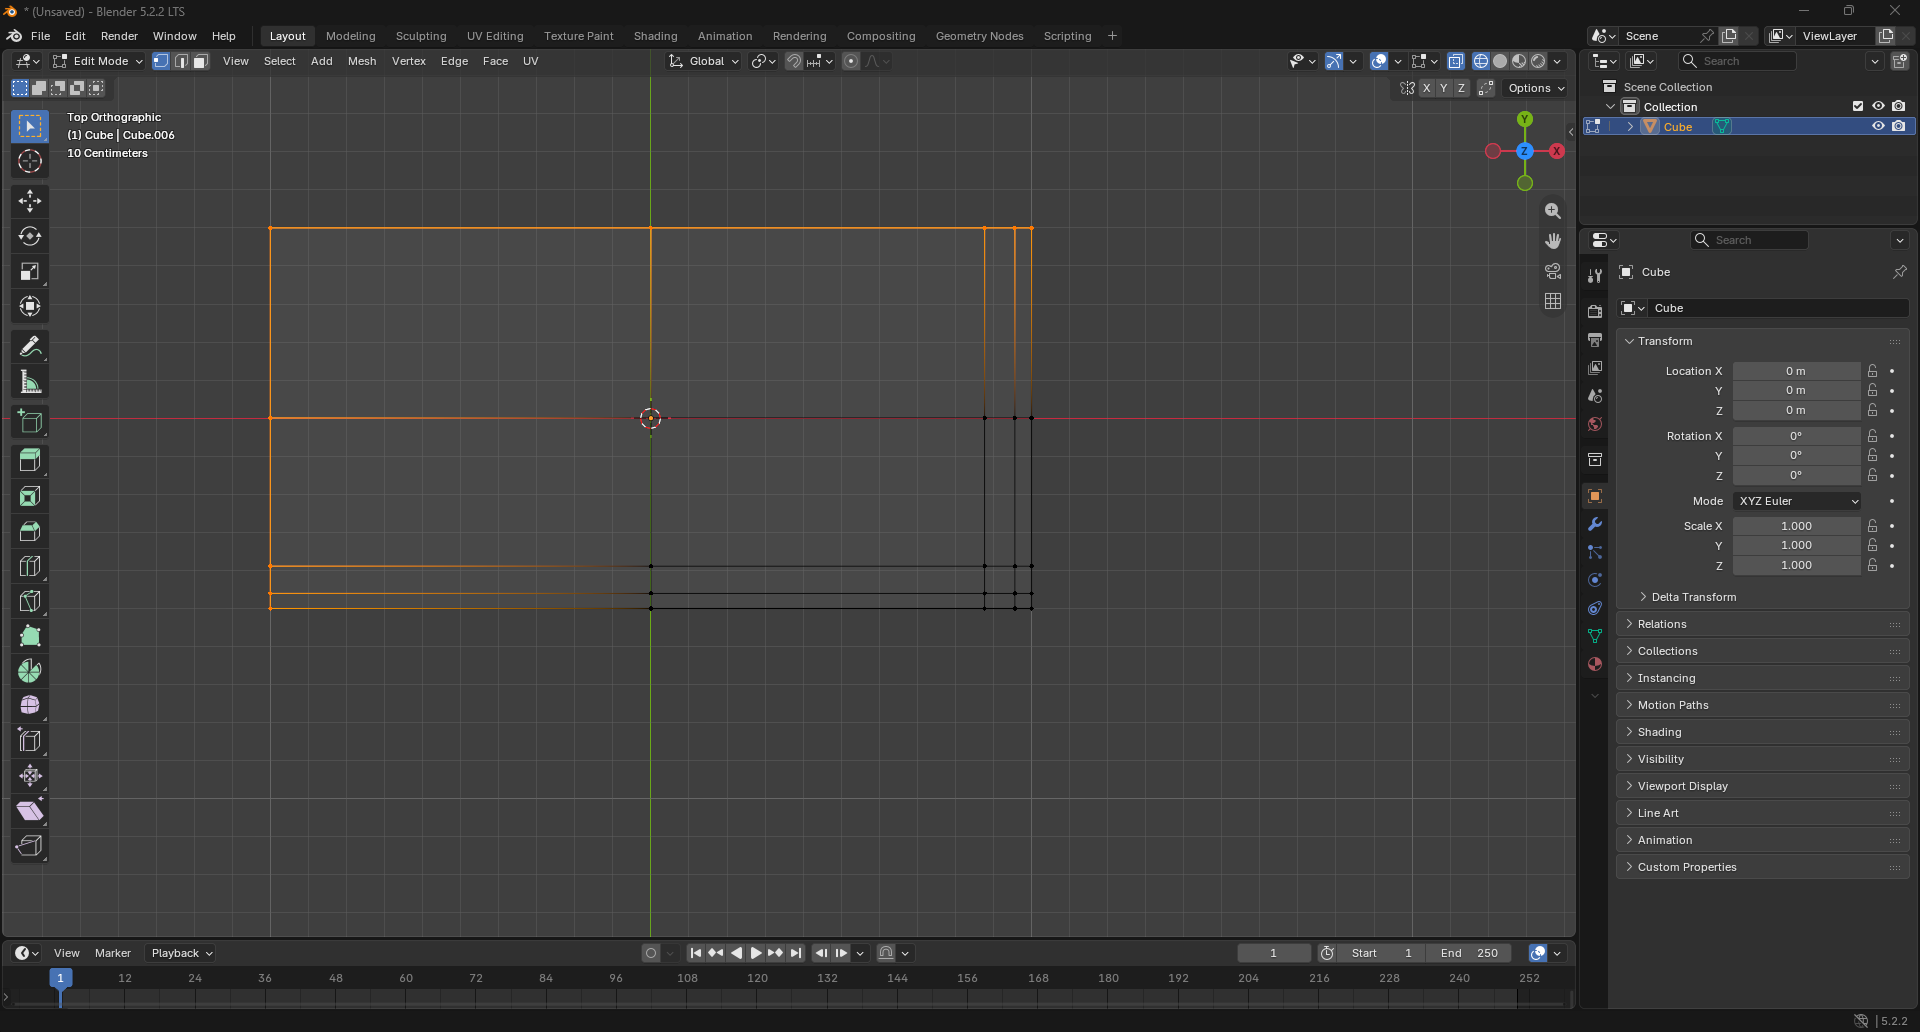 * (Unsaved) - Blender 5.2.2 LTS
File Edit Render Window Help Layout Modeling Sculpting UV Editing Texture Paint Shading Animation Rendering Compositing Geometry Nodes Scripting + Scene ViewLayer
Edit Mode View Select Add Mesh Vertex Edge Face UV Global Search
X Y Z Options
Scene Collection
Collection
Cube
Top Orthographic
(1) Cube | Cube.006
10 Centimeters
Y
Z X
Search
Cube
Cube
Transform
Location X 0 m
Y 0 m
Z 0 m
Rotation X 0°
Y 0°
Z 0°
Mode XYZ Euler
Scale X 1.000
Y 1.000
Z 1.000
Delta Transform
Relations
Collections
Instancing
Motion Paths
Shading
Visibility
Viewport Display
Line Art
Animation
Custom Properties
View Marker Playback 1 Start 1 End 250
1 12 24 36 48 60 72 84 96 108 120 132 144 156 168 180 192 204 216 228 240 252
5.2.2